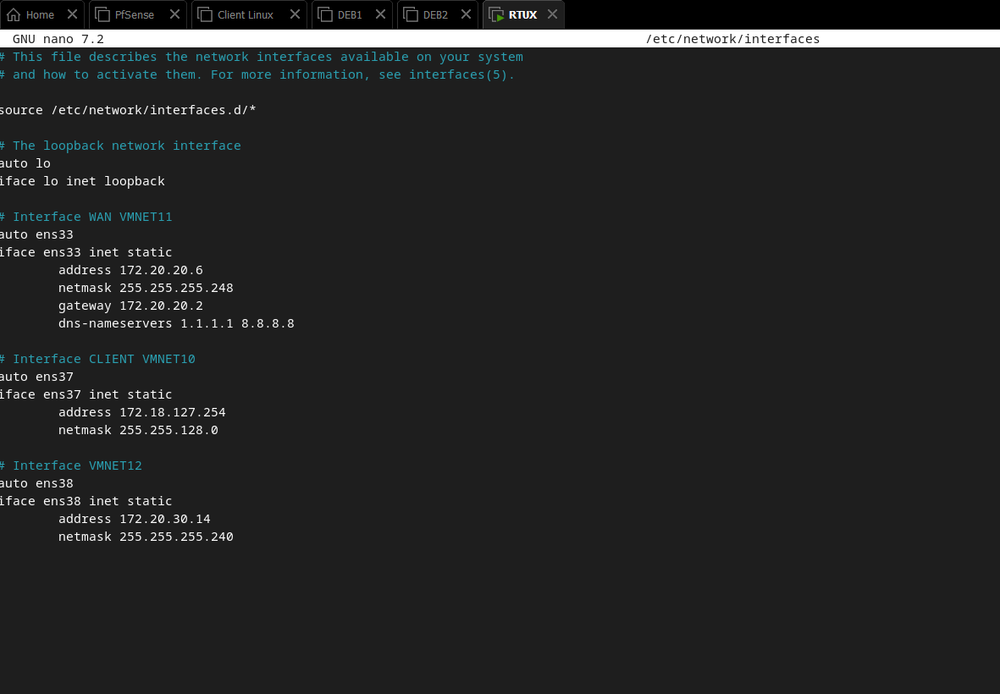 Home PfSense Client Linux DEB1 DEB2 RTUX
GNU nano 7.2 /etc/network/interfaces
# This file describes the network interfaces available on your system
# and how to activate them. For more information, see interfaces(5).
source /etc/network/interfaces.d/*
# The loopback network interface
auto lo
iface lo inet loopback
# Interface WAN VMNET11
auto ens33
iface ens33 inet static
address 172.20.20.6
netmask 255.255.255.248
gateway 172.20.20.2
dns-nameservers 1.1.1.1 8.8.8.8
# Interface CLIENT VMNET10
auto ens37
iface ens37 inet static
address 172.18.127.254
netmask 255.255.128.0
# Interface VMNET12
auto ens38
iface ens38 inet static
address 172.20.30.14
netmask 255.255.255.240